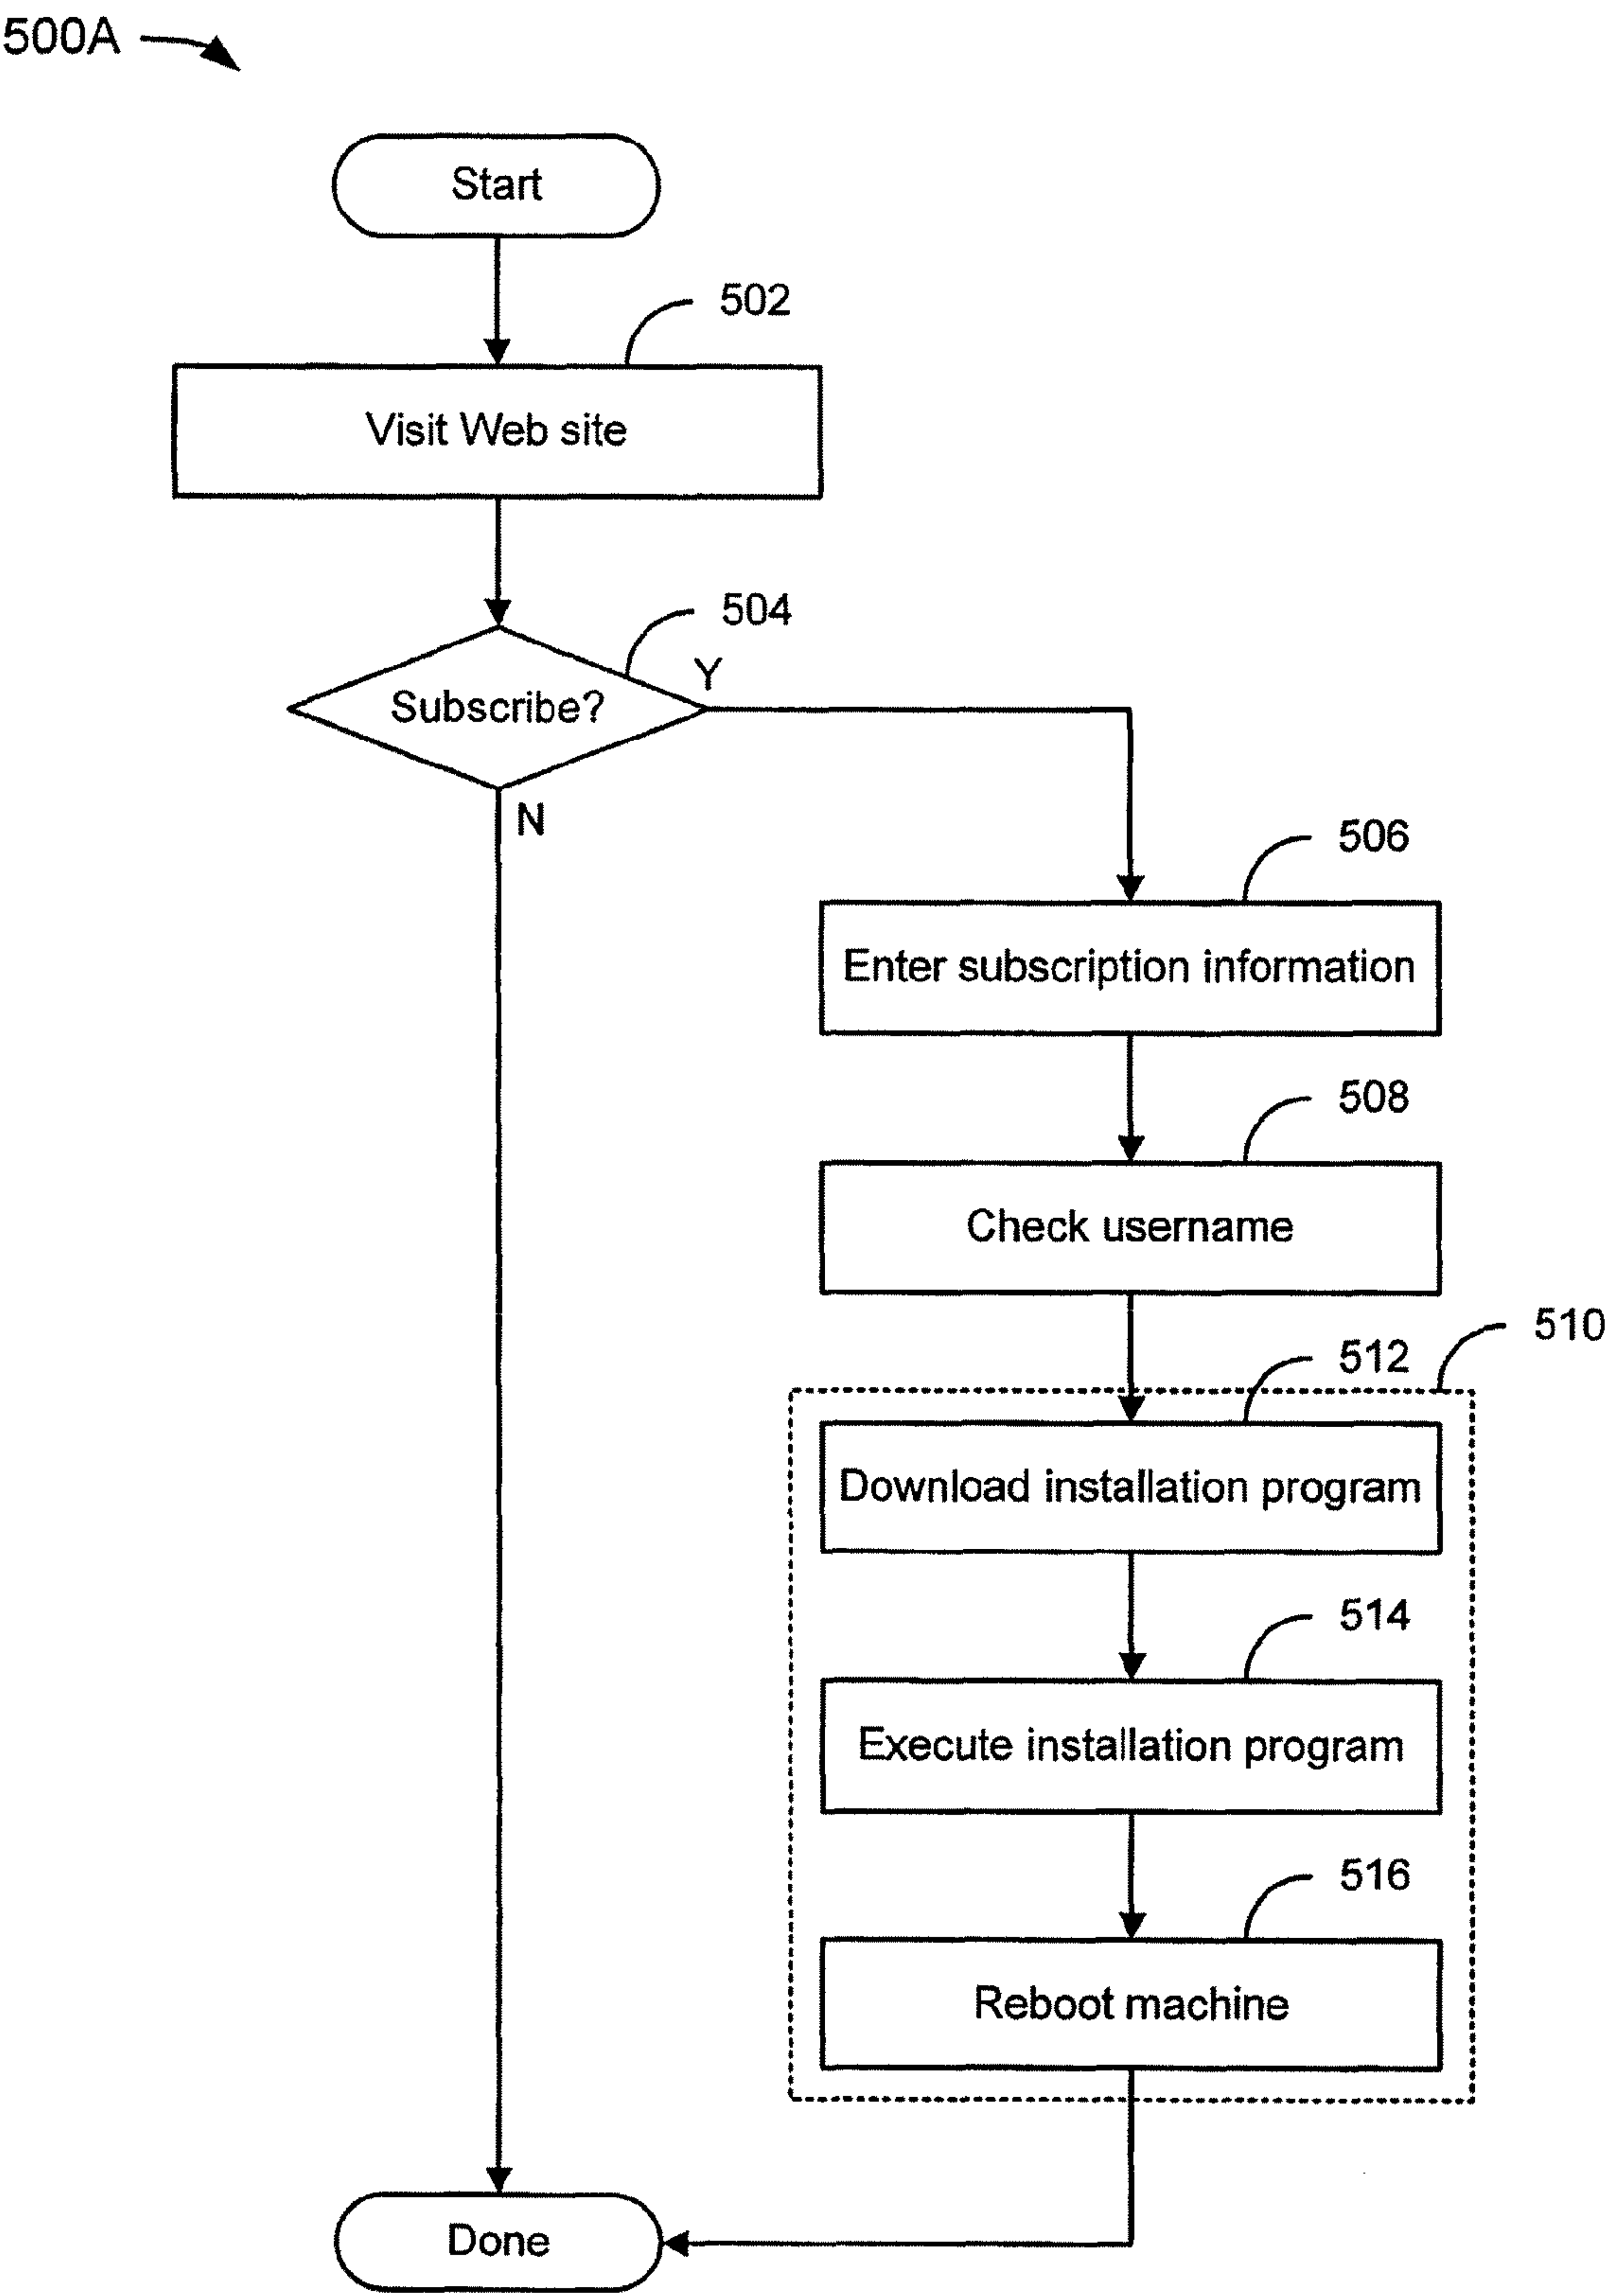 500A
Start
502
Visit Web site
504
Subscribe?
Y
N
506
Enter subscription information
508
Check username
510
512
Download installation program
514
Execute installation program
516
Reboot machine
Done